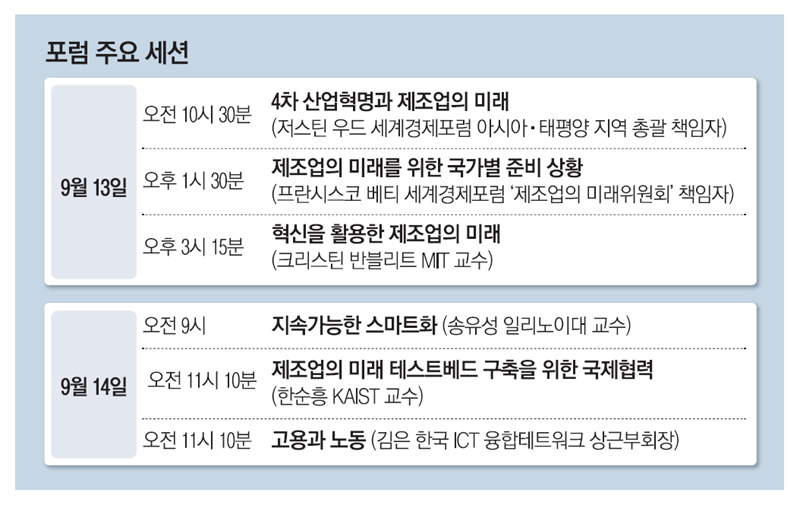 포럼 주요 세션
9월 13일
오전 10시 30분
4차 산업혁명과 제조업의 미래
(저스틴 우드 세계경제포럼 아시아·태평양 지역 총괄 책임자)
오후 1시 30분
제조업의 미래를 위한 국가별 준비 상황
(프란시스코 베티 세계경제포럼 ‘제조업의 미래위원회’ 책임자)
오후 3시 15분
혁신을 활용한 제조업의 미래
(크리스틴 반블리트 MIT 교수)
9월 14일
오전 9시
지속가능한 스마트화 (송유성 일리노이대 교수)
오전 11시 10분
제조업의 미래 테스트베드 구축을 위한 국제협력
(한순흥 KAIST 교수)
오전 11시 10분
고용과 노동 (김은 한국 ICT 융합테트워크 상근부회장)